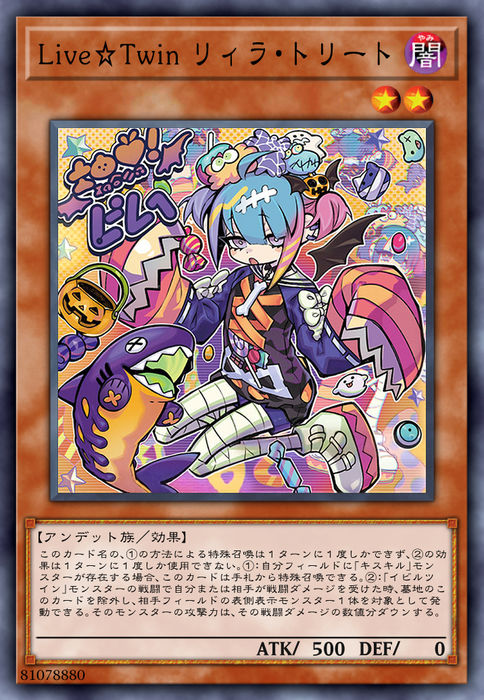 Live☆Twin リィラ・トリート
やみ
闇
【アンデット族／効果】
このカード名の、①の方法による特殊召喚は１ターンに１度しかできず、②の効
果は１ターンに１度しか使用できない。①：自分フィールドに「キスキル」モン
スターが存在する場合、このカードは手札から特殊召喚できる。②：「イビルツ
イン」モンスターの戦闘で自分または相手が戦闘ダメージを受けた時、墓地のこ
のカードを除外し、相手フィールドの表側表示モンスター１体を対象として発
動できる。そのモンスターの攻撃力は、その戦闘ダメージの数値分ダウンする。
ATK/ 500 DEF/ 0
81078880